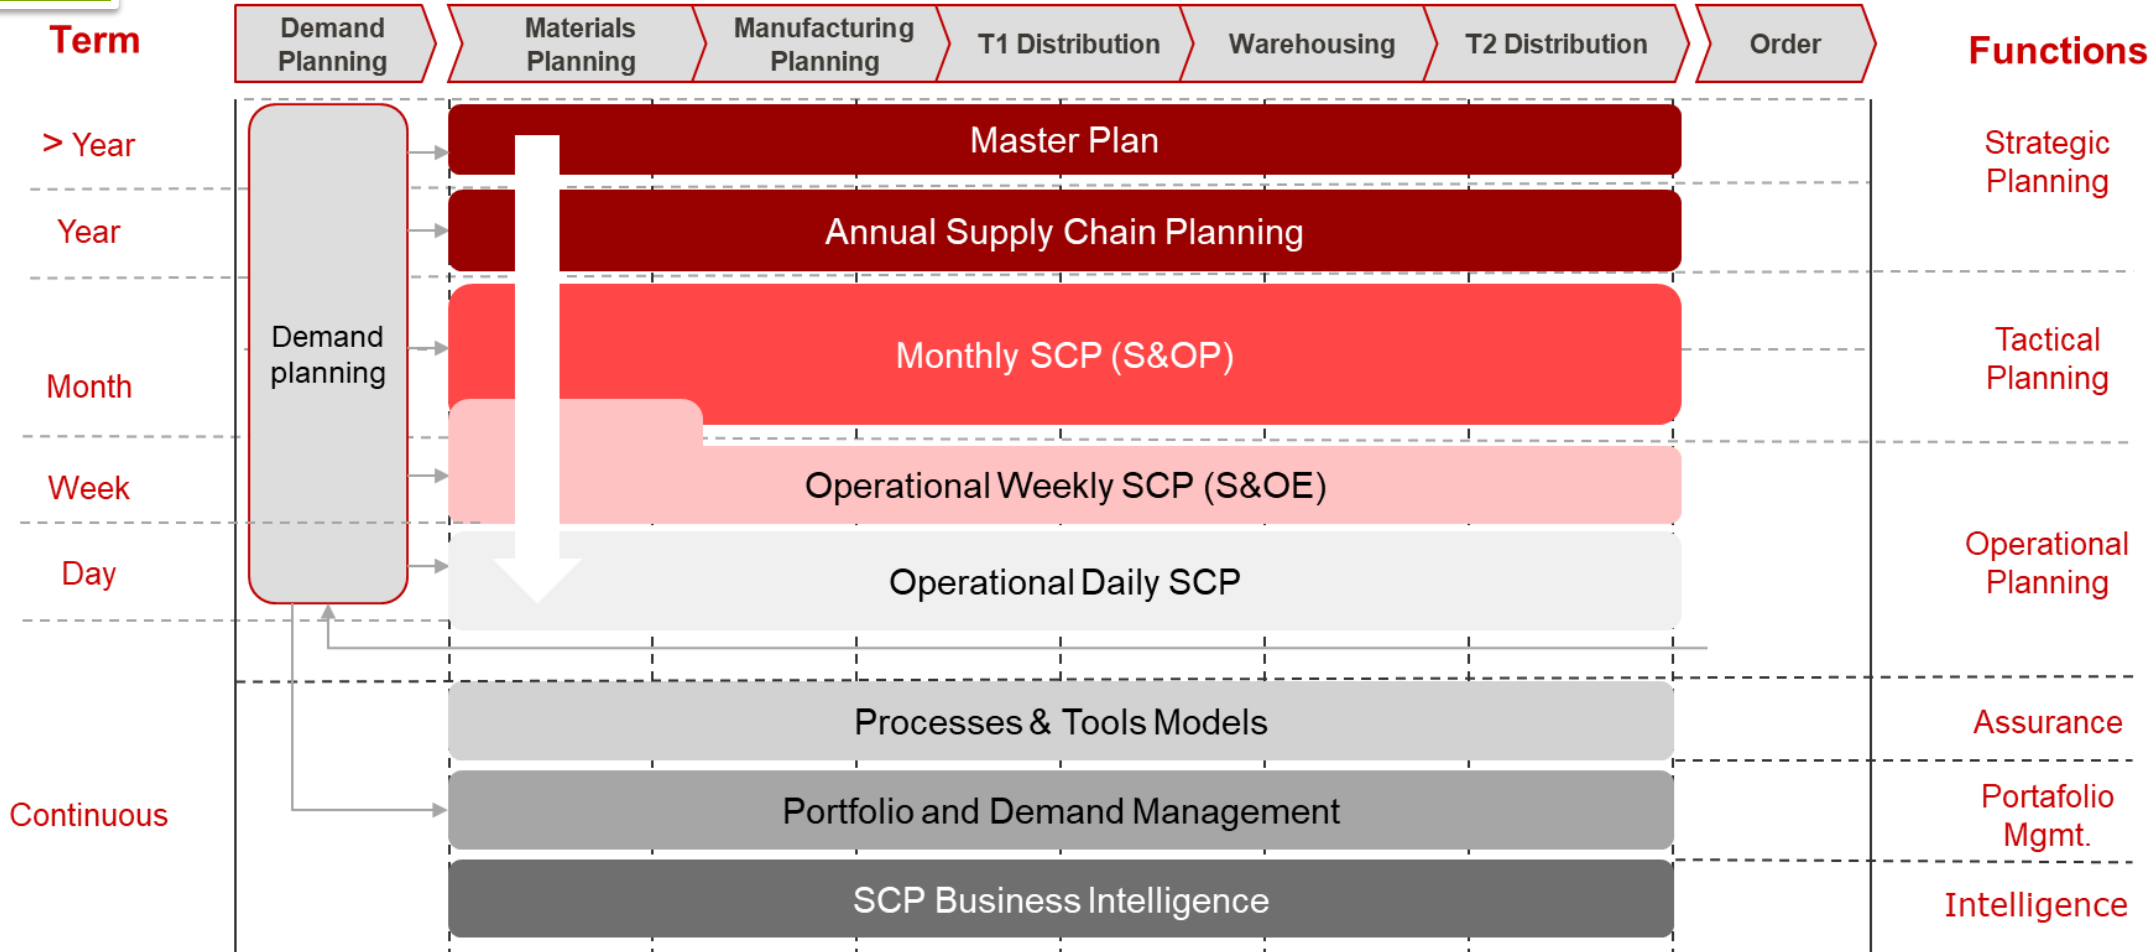 Term
Demand
Planning
Materials
Planning
Manufacturing
Planning
T1 Distribution
Warehousing
T2 Distribution
Order
Functions
> Year
Master Plan
Strategic
Planning
Year
Annual Supply Chain Planning
Demand
planning
Month
Monthly SCP (S&OP)
Tactical
Planning
Week
Operational Weekly SCP (S&OE)
Day
Operational Daily SCP
Operational
Planning
Continuous
Processes & Tools Models
Assurance
Portfolio and Demand Management
Portafolio
Mgmt.
SCP Business Intelligence
Intelligence